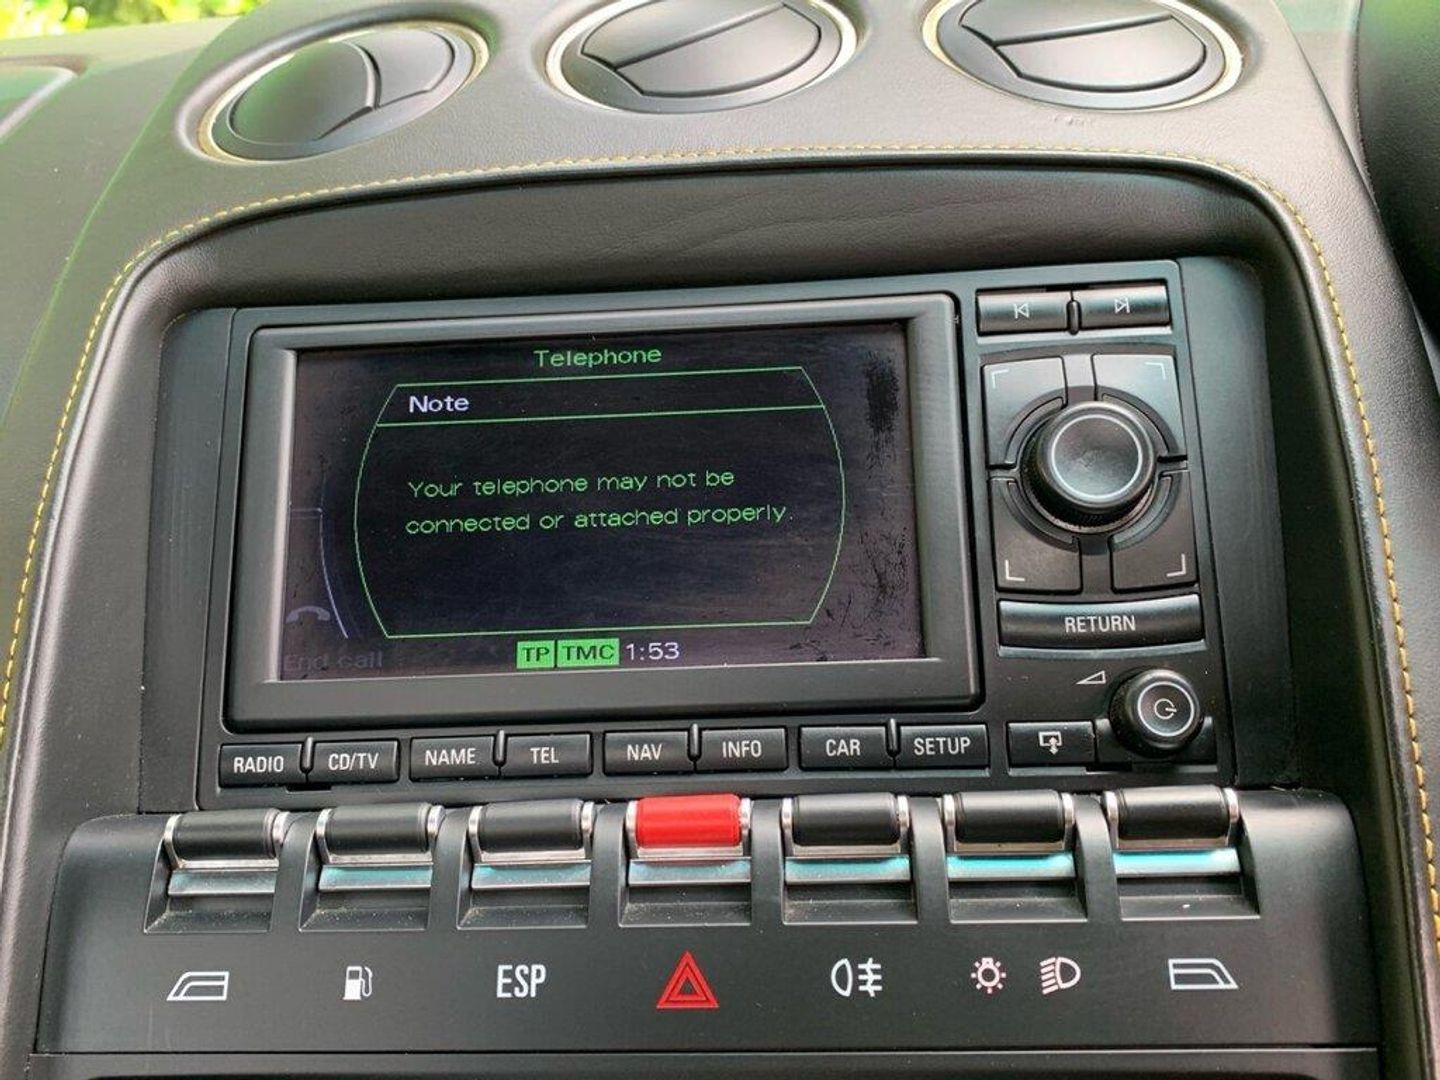 Telephone
Note
Your telephone may not be
connected or attached properly.
End call
TP TMC 1:53
RETURN
RADIO CD/TV NAME TEL NAV INFO CAR SETUP
ESP